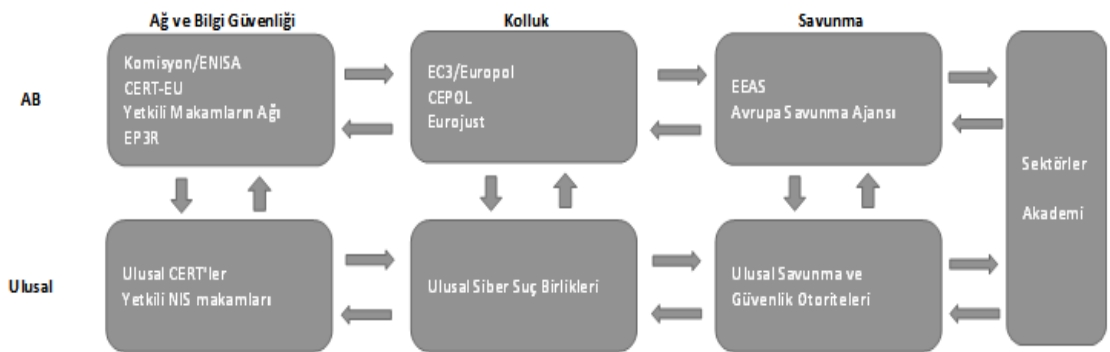 Ağ ve Bilgi Güvenliği
Kolluk
Savunma
AB
Komisyon/ENISA
CERT-EU
Yetkili Makamların Ağı
EP3R
EC3/Europol
CEPOL
Eurojust
EEAS
Avrupa Savunma Ajansı
Sektörler
Akademi
Ulusal
Ulusal CERT'ler
Yetkili NIS makamları
Ulusal Siber Suç Birlikleri
Ulusal Savunma ve
Güvenlik Otoriteleri